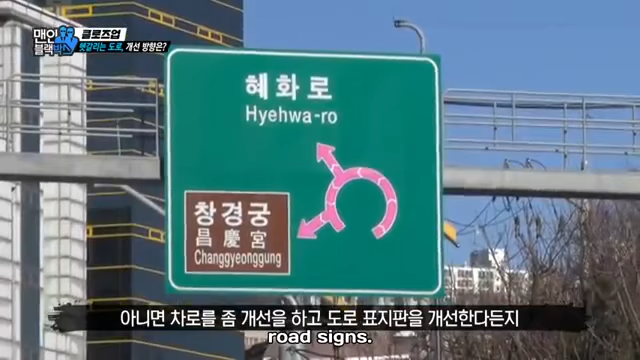 맨인
블랙박스
클로즈업
헷갈리는 도로, 개선 방향은?
혜화로
Hyehwa-ro
창경궁
昌慶宮
Changgyeonggung
아니면 차로를 좀 개선을 하고 도로 표지판을 개선한다든지
road signs.